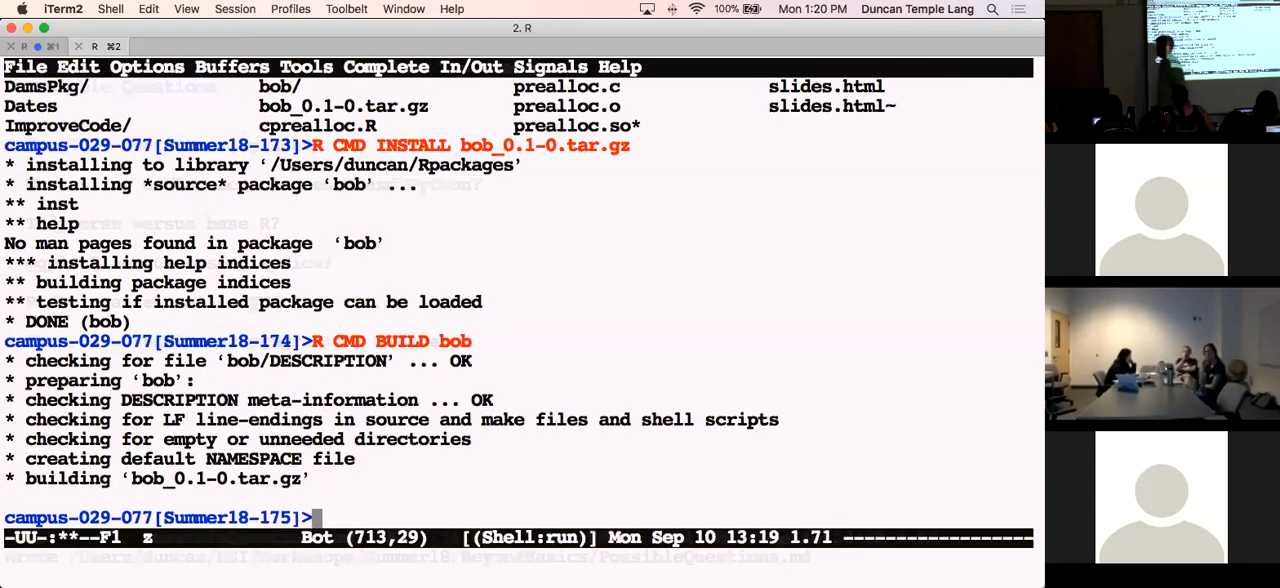 iTerm2 Shell Edit View Session Profiles Toolbelt Window Help 100% Mon 1:20 PM Duncan Temple Lang
2. R
R ⌘1 R ⌘2
File Edit Options Buffers Tools Complete In/Out Signals Help
DamsPkg/ bob/ prealloc.c slides.html
Dates bob_0.1-0.tar.gz prealloc.o slides.html~
ImproveCode/ cprealloc.R prealloc.so*
campus-029-077[Summer18-173]>R CMD INSTALL bob_0.1-0.tar.gz
* installing to library ‘/Users/duncan/Rpackages’
* installing *source* package ‘bob’ ...
** inst
** help
No man pages found in package  ‘bob’
*** installing help indices
** building package indices
** testing if installed package can be loaded
* DONE (bob)
campus-029-077[Summer18-174]>R CMD BUILD bob
* checking for file ‘bob/DESCRIPTION’ ... OK
* preparing ‘bob’:
* checking DESCRIPTION meta-information ... OK
* checking for LF line-endings in source and make files and shell scripts
* checking for empty or unneeded directories
* creating default NAMESPACE file
* building ‘bob_0.1-0.tar.gz’
campus-029-077[Summer18-175]>
-UU-:**--F1 z Bot (713,29) [(Shell:run)] Mon Sep 10 13:19 1.71 ------------------